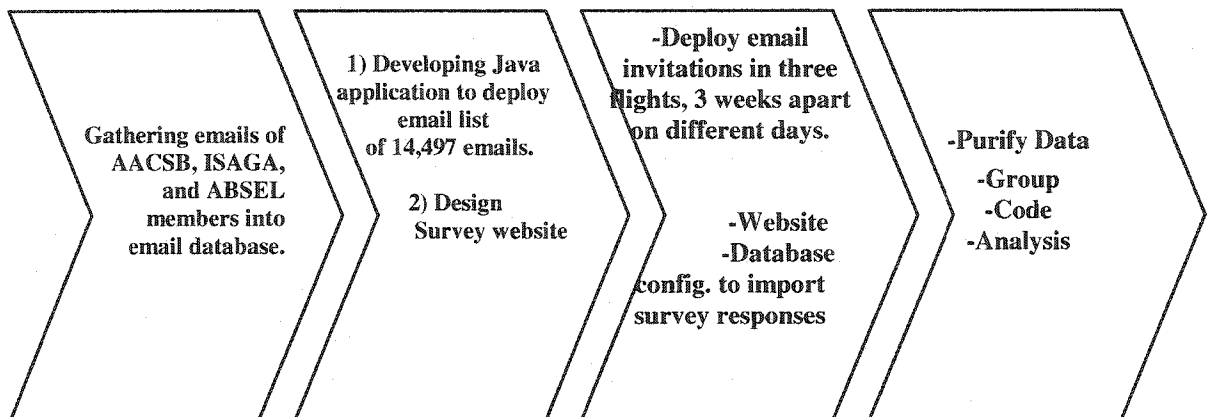 Gathering emails of
AACSB, ISAGA,
and ABSEL
members into
email database.
1) Developing Java
application to deploy
email list
of 14,497 emails.
2) Design
Survey website
-Deploy email
invitations in three
flights, 3 weeks apart
on different days.
-Website
-Database
config. to import
survey responses
-Purify Data
-Group
-Code
-Analysis